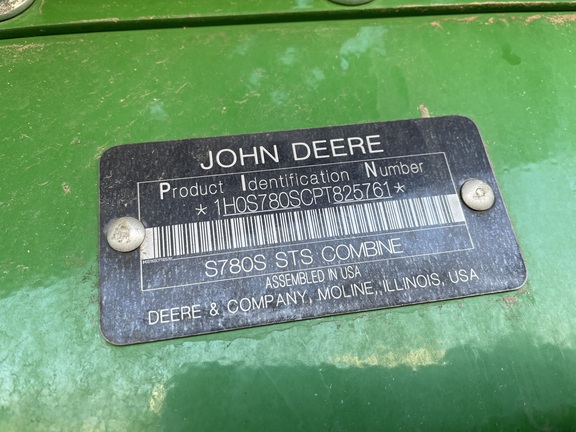 JOHN DEERE
Product Identification Number
*1H0S780SCPT825761*
S780S STS COMBINE
ASSEMBLED IN USA
DEERE & COMPANY, MOLINE, ILLINOIS, USA